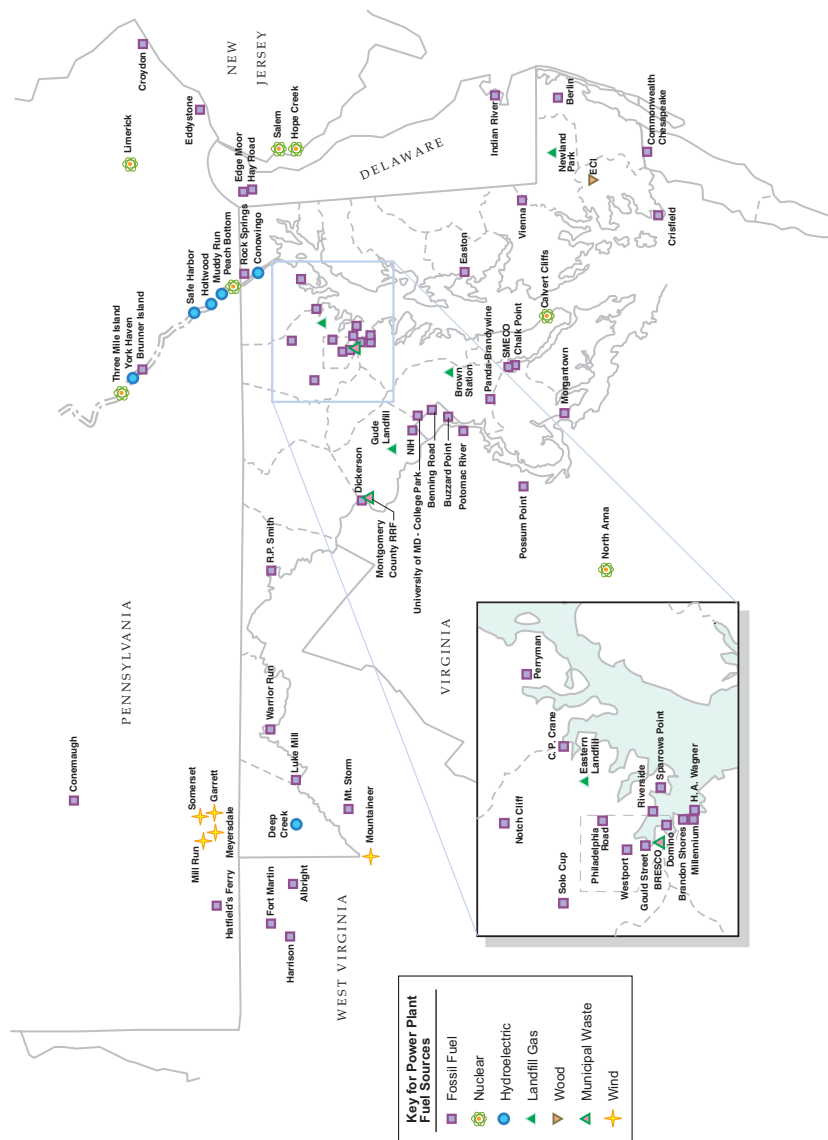 Conemaugh
PENNSYLVANIA
Hatfield's Ferry
Mill Run
Somerset
Meyersdale
Garrett
Three Mile Island
York Haven
Brunner Island
Safe Harbor
Holtwood
Muddy Run
Peach Bottom
Rock Springs
Conowingo
Limerick
Croydon
Eddystone
NEW
JERSEY
Edge Moor
Hay Road
Salem
Hope Creek
DELAWARE
Indian River
Fort Martin
Harrison
Albright
WEST VIRGINIA
Deep
Creek
Luke Mill
Mt. Storm
Mountaineer
Warrior Run
R.P. Smith
Dickerson
Montgomery
County RRF
Gude
Landfill
NIH
University of MD - College Park
Benning Road
Buzzard Point
Potomac River
Brown
Station
Panda-Brandywine
SMECO
Chalk Point
Morgantown
Calvert Cliffs
Easton
Vienna
Newland
Park
Berlin
ECI
Commonwealth
Chesapeake
Crisfield
VIRGINIA
Possum Point
North Anna
Solo Cup
Notch Cliff
C. P. Crane
Perryman
Eastern
Landfill
Philadelphia
Road
Westport
Gould Street
BRESCO
Riverside
Sparrows Point
Domino
Brandon Shores
Millennium
H. A. Wagner
Key for Power Plant
Fuel Sources
Fossil Fuel
Nuclear
Hydroelectric
Landfill Gas
Wood
Municipal Waste
Wind